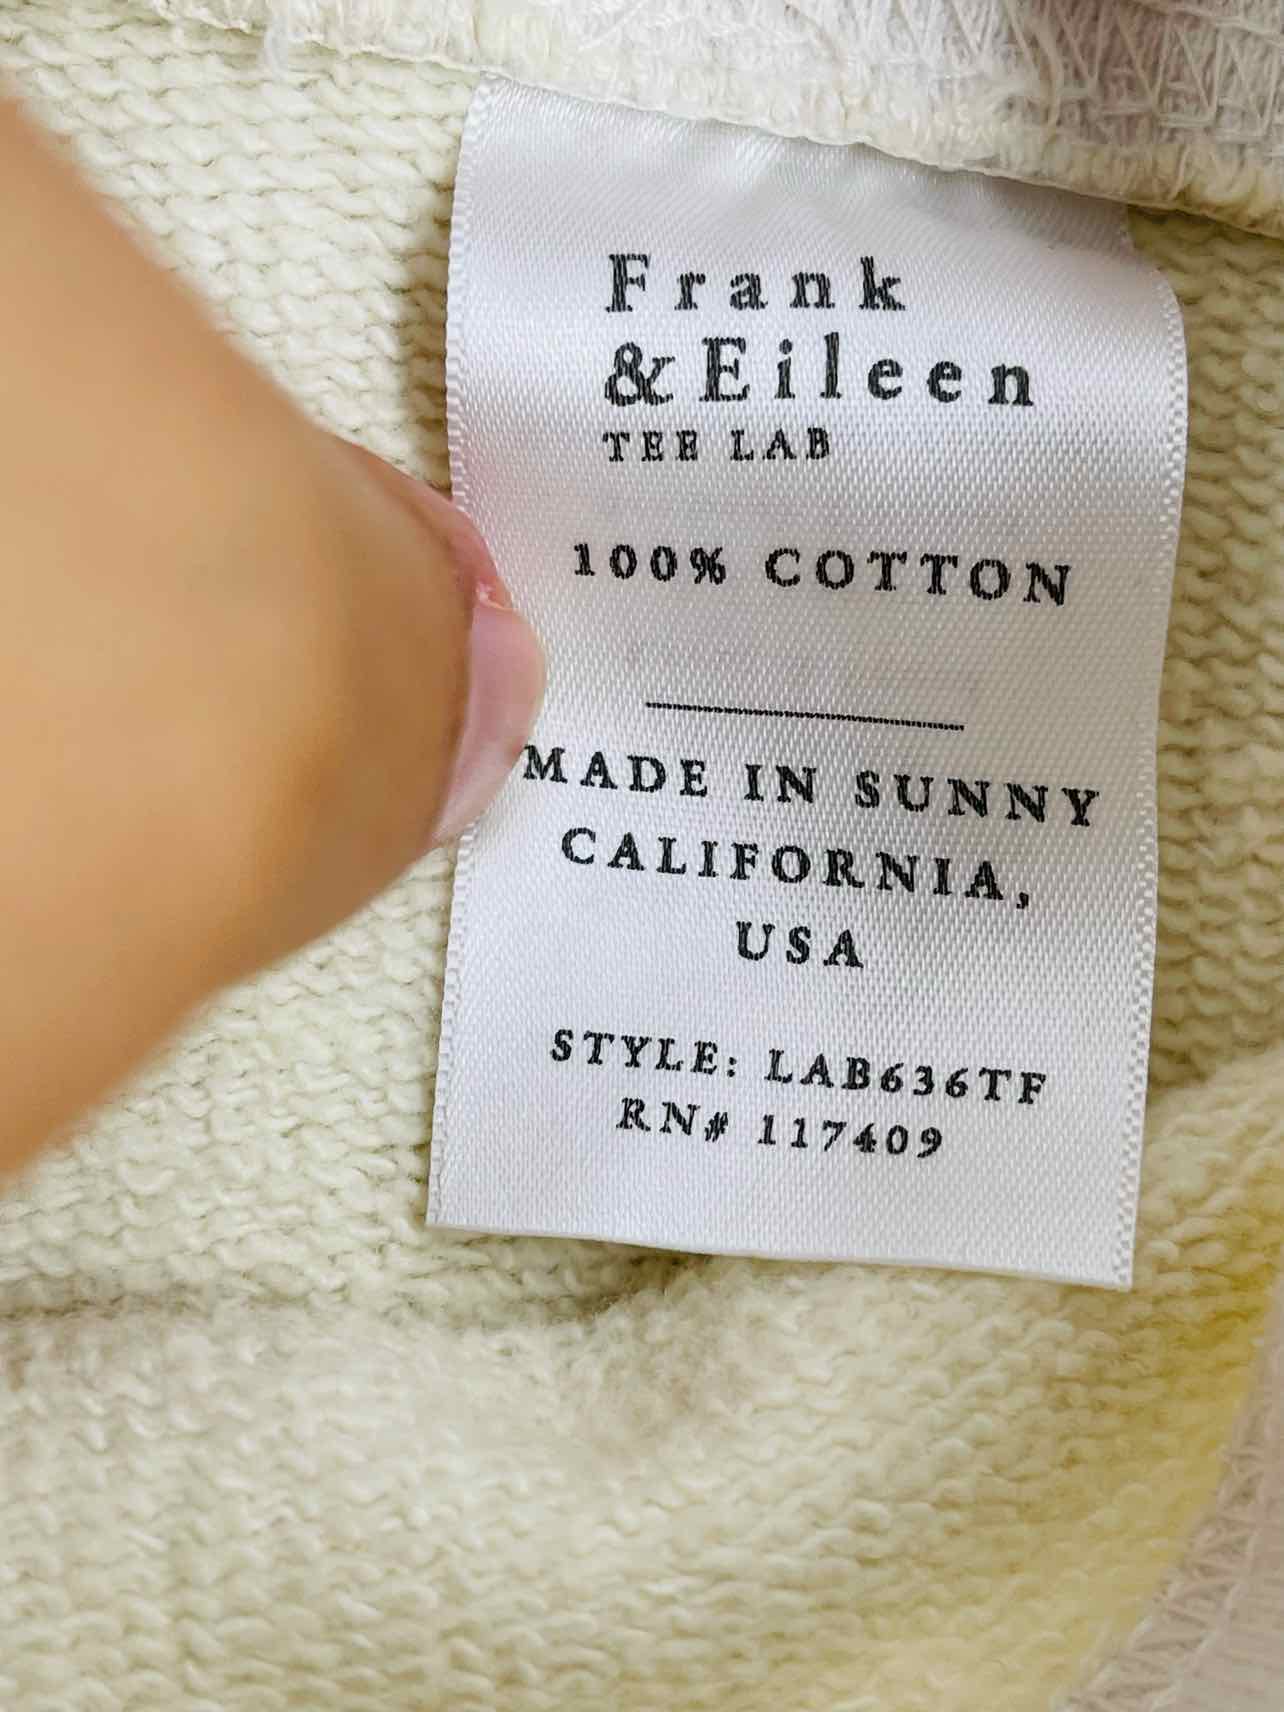 Frank
& Eileen
TEE LAB
100% COTTON
MADE IN SUNNY
CALIFORNIA,
USA
STYLE: LAB636TF
RN# 117409